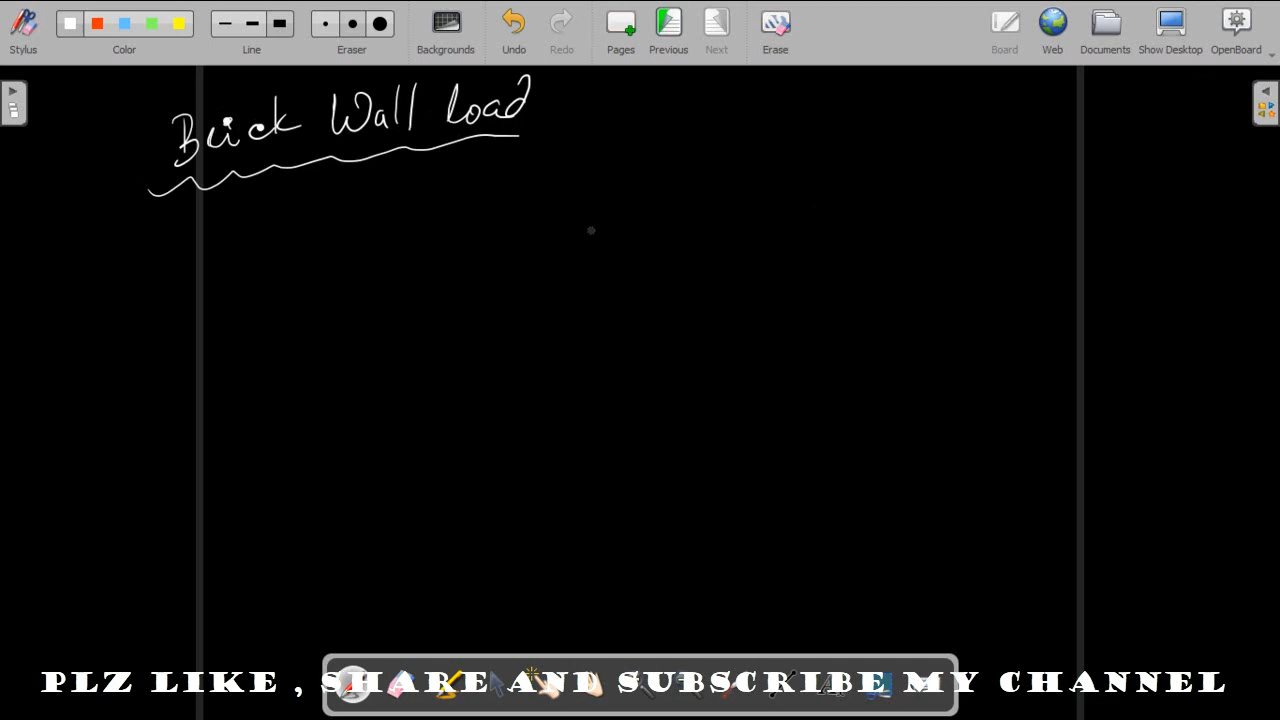 Stylus Color Line Eraser Backgrounds Undo Redo Pages Previous Next Erase Board Web Documents Show Desktop OpenBoard
Brick Wall load
PLZ LIKE , SHARE AND SUBSCRIBE MY CHANNEL